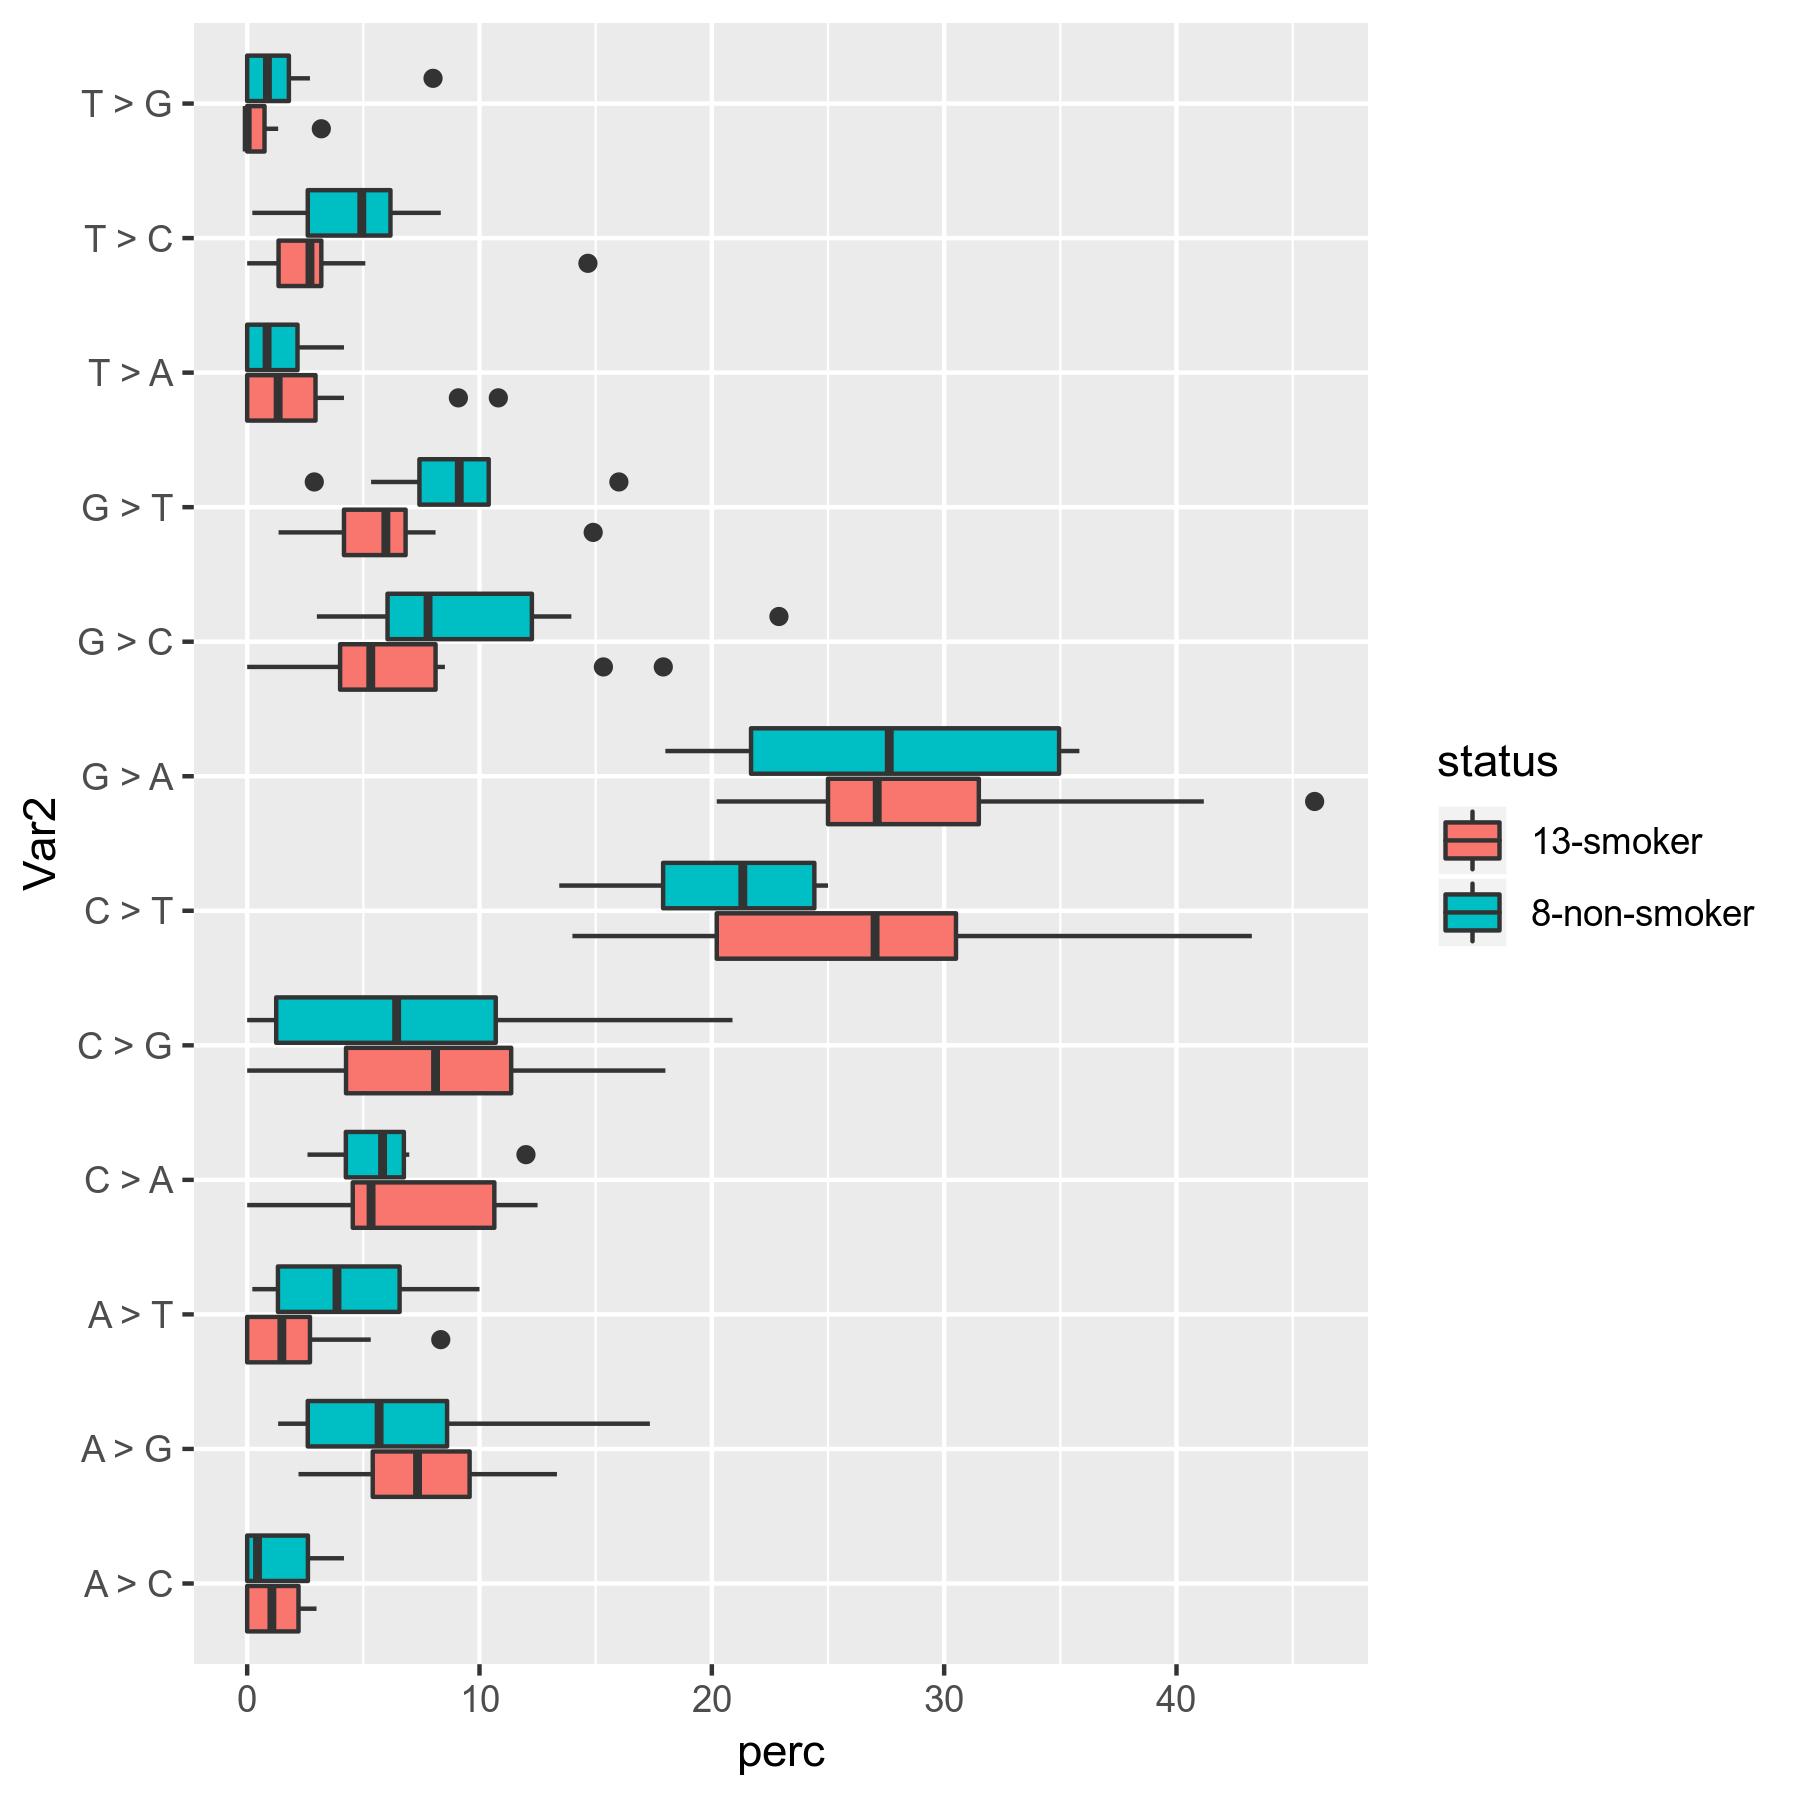 T > G
T > C
T > A
G > T
G > C
G > A
C > T
C > G
C > A
A > T
A > G
A > C
Var2
0 10 20 30 40
perc
status
13-smoker
8-non-smoker